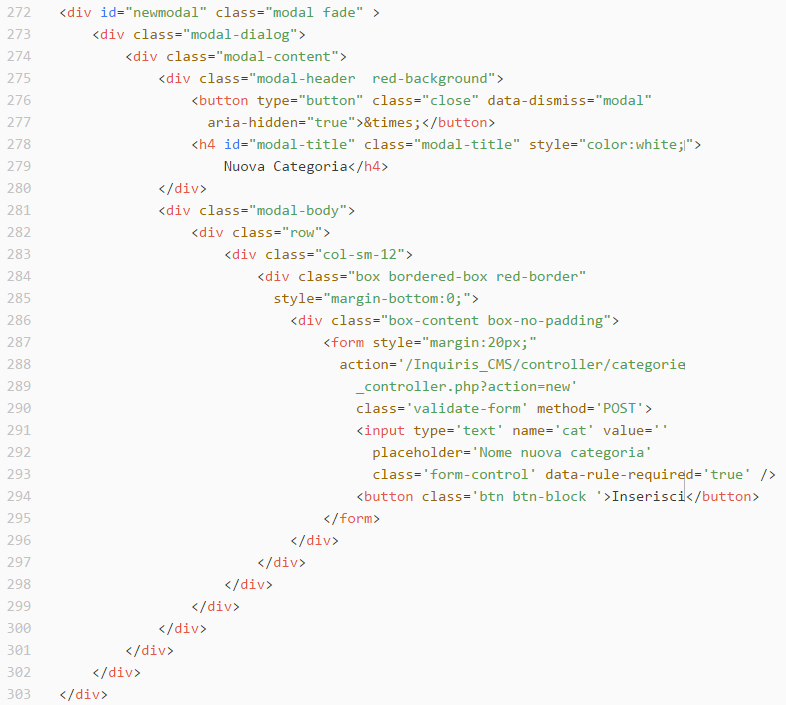 272 <div id="newmodal" class="modal fade" >
273     <div class="modal-dialog">
274         <div class="modal-content">
275             <div class="modal-header  red-background">
276                 <button type="button" class="close" data-dismiss="modal"
277                   aria-hidden="true">&times;</button>
278                 <h4 id="modal-title" class="modal-title" style="color:white;">
279                     Nuova Categoria</h4>
280             </div>
281             <div class="modal-body">
282                 <div class="row">
283                     <div class="col-sm-12">
284                         <div class="box bordered-box red-border"
285                           style="margin-bottom:0;">
286                             <div class="box-content box-no-padding">
287                                 <form style="margin:20px;"
288                                   action='/Inquiris_CMS/controller/categorie
289                                     _controller.php?action=new'
290                                     class='validate-form' method='POST'>
291                                     <input type='text' name='cat' value=''
292                                       placeholder='Nome nuova categoria'
293                                       class='form-control' data-rule-required='true' />
294                                     <button class='btn btn-block '>Inserisci</button>
295                                 </form>
296                             </div>
297                         </div>
298                     </div>
299                 </div>
300             </div>
301         </div>
302     </div>
303 </div>